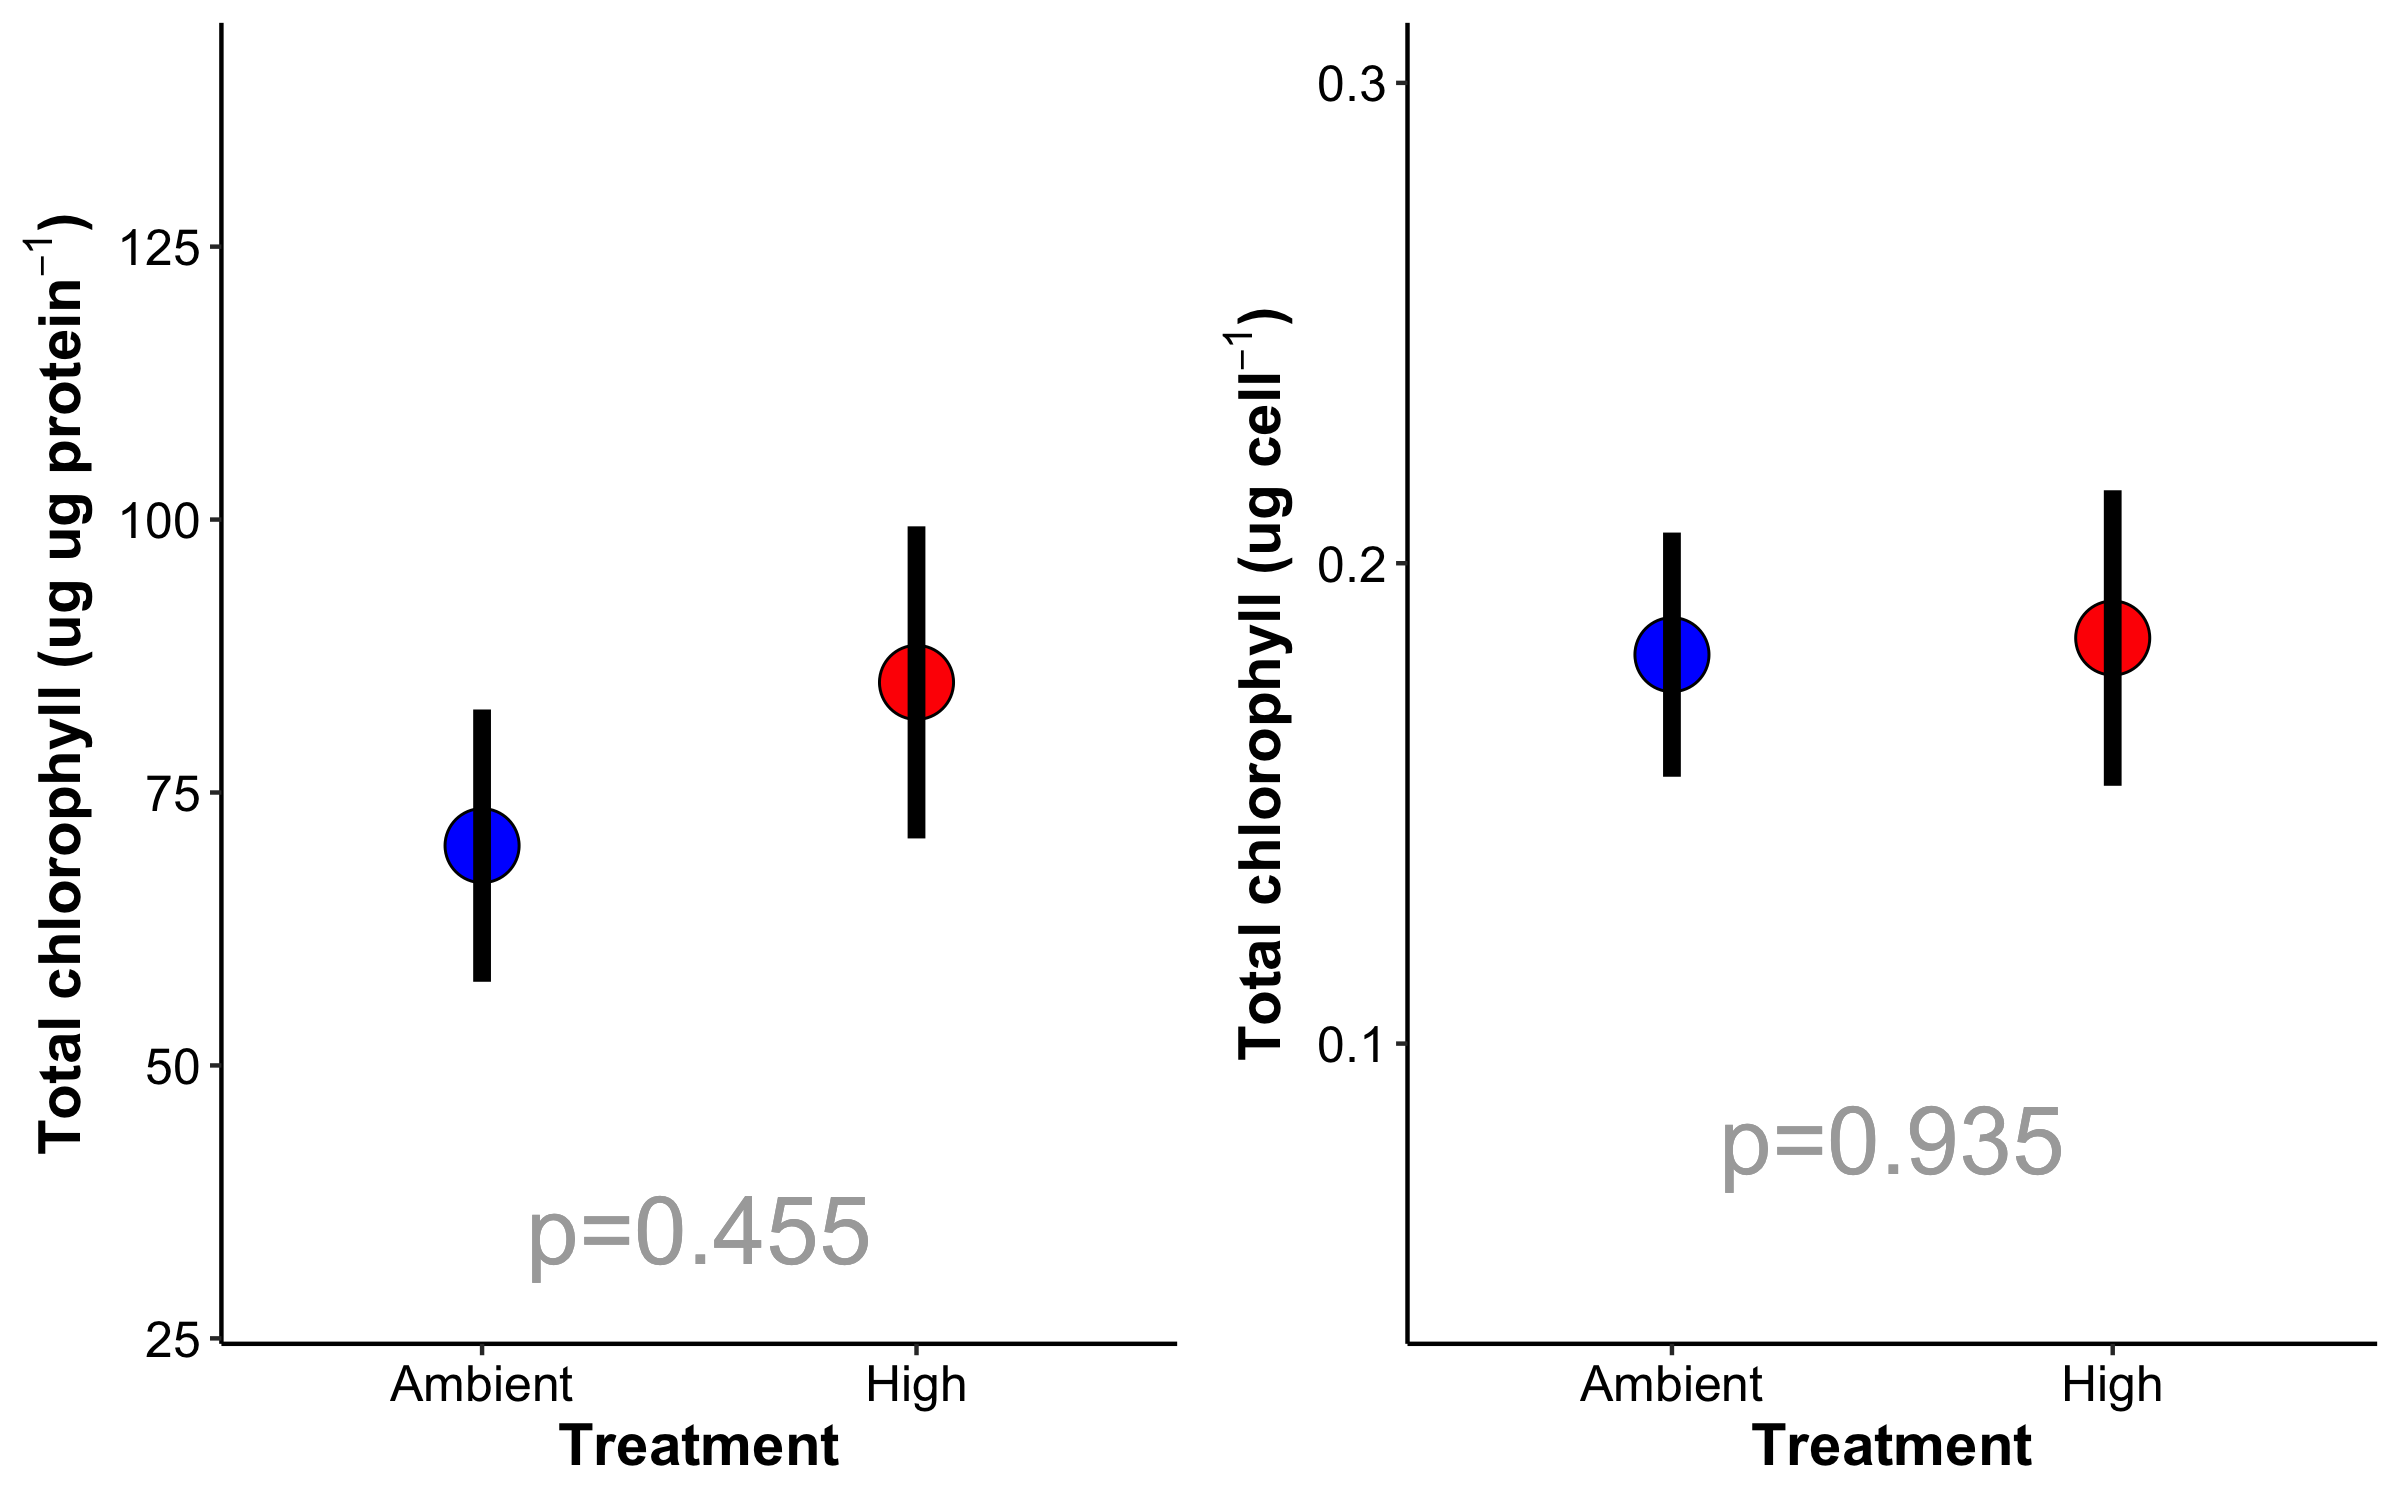 Total chlorophyll (ug ug protein⁻¹)
125
100
75
50
25
p=0.455
Ambient High
Treatment
Total chlorophyll (ug cell⁻¹)
0.3
0.2
0.1
p=0.935
Ambient High
Treatment